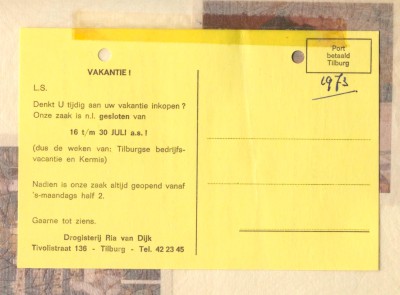 VAKANTIE !
L.S.
Denkt U tijdig aan uw vakantie inkopen ?
Onze zaak is n.l. gesloten van
16 t/m 30 JULI a.s. !
(dus de weken van: Tilburgse bedrijfs-
vacantie en Kermis)
Nadien is onze zaak altijd geopend vanaf
's-maandags half 2.
Gaarne tot ziens.
Drogisterij Ria van Dijk
Tivolistraat 136 - Tilburg - Tel. 42 23 45
Port
betaald
Tilburg
1973